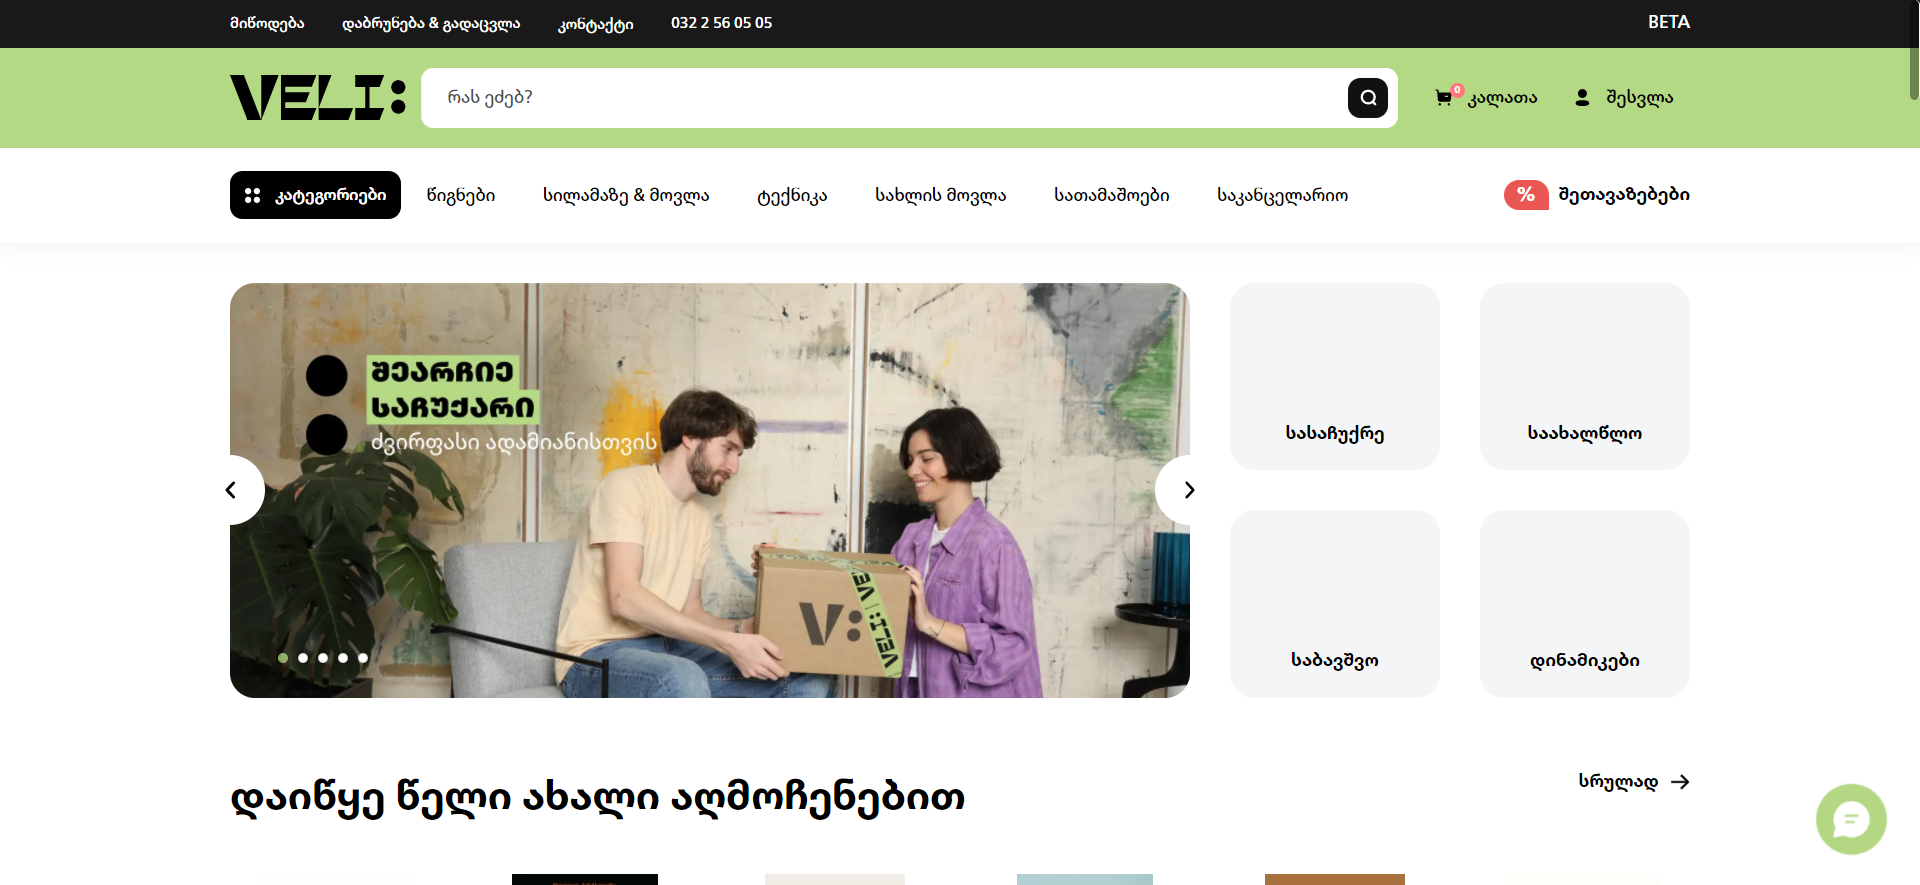 მიწოდება
დაბრუნება & გადაცვლა
კონტაქტი
032 2 56 05 05
BETA
VELI:
რას ეძებ?
0
კალათა
შესვლა
კატეგორიები
წიგნები
სილამაზე & მოვლა
ტექნიკა
სახლის მოვლა
სათამაშოები
საკანცელარიო
%
შეთავაზებები
შეარჩიე
საჩუქარი
ძვირფასი ადამიანისთვის
V:
VELI:
სასაჩუქრე
საახალწლო
საბავშვო
დინამიკები
დაიწყე წელი ახალი აღმოჩენებით
სრულად